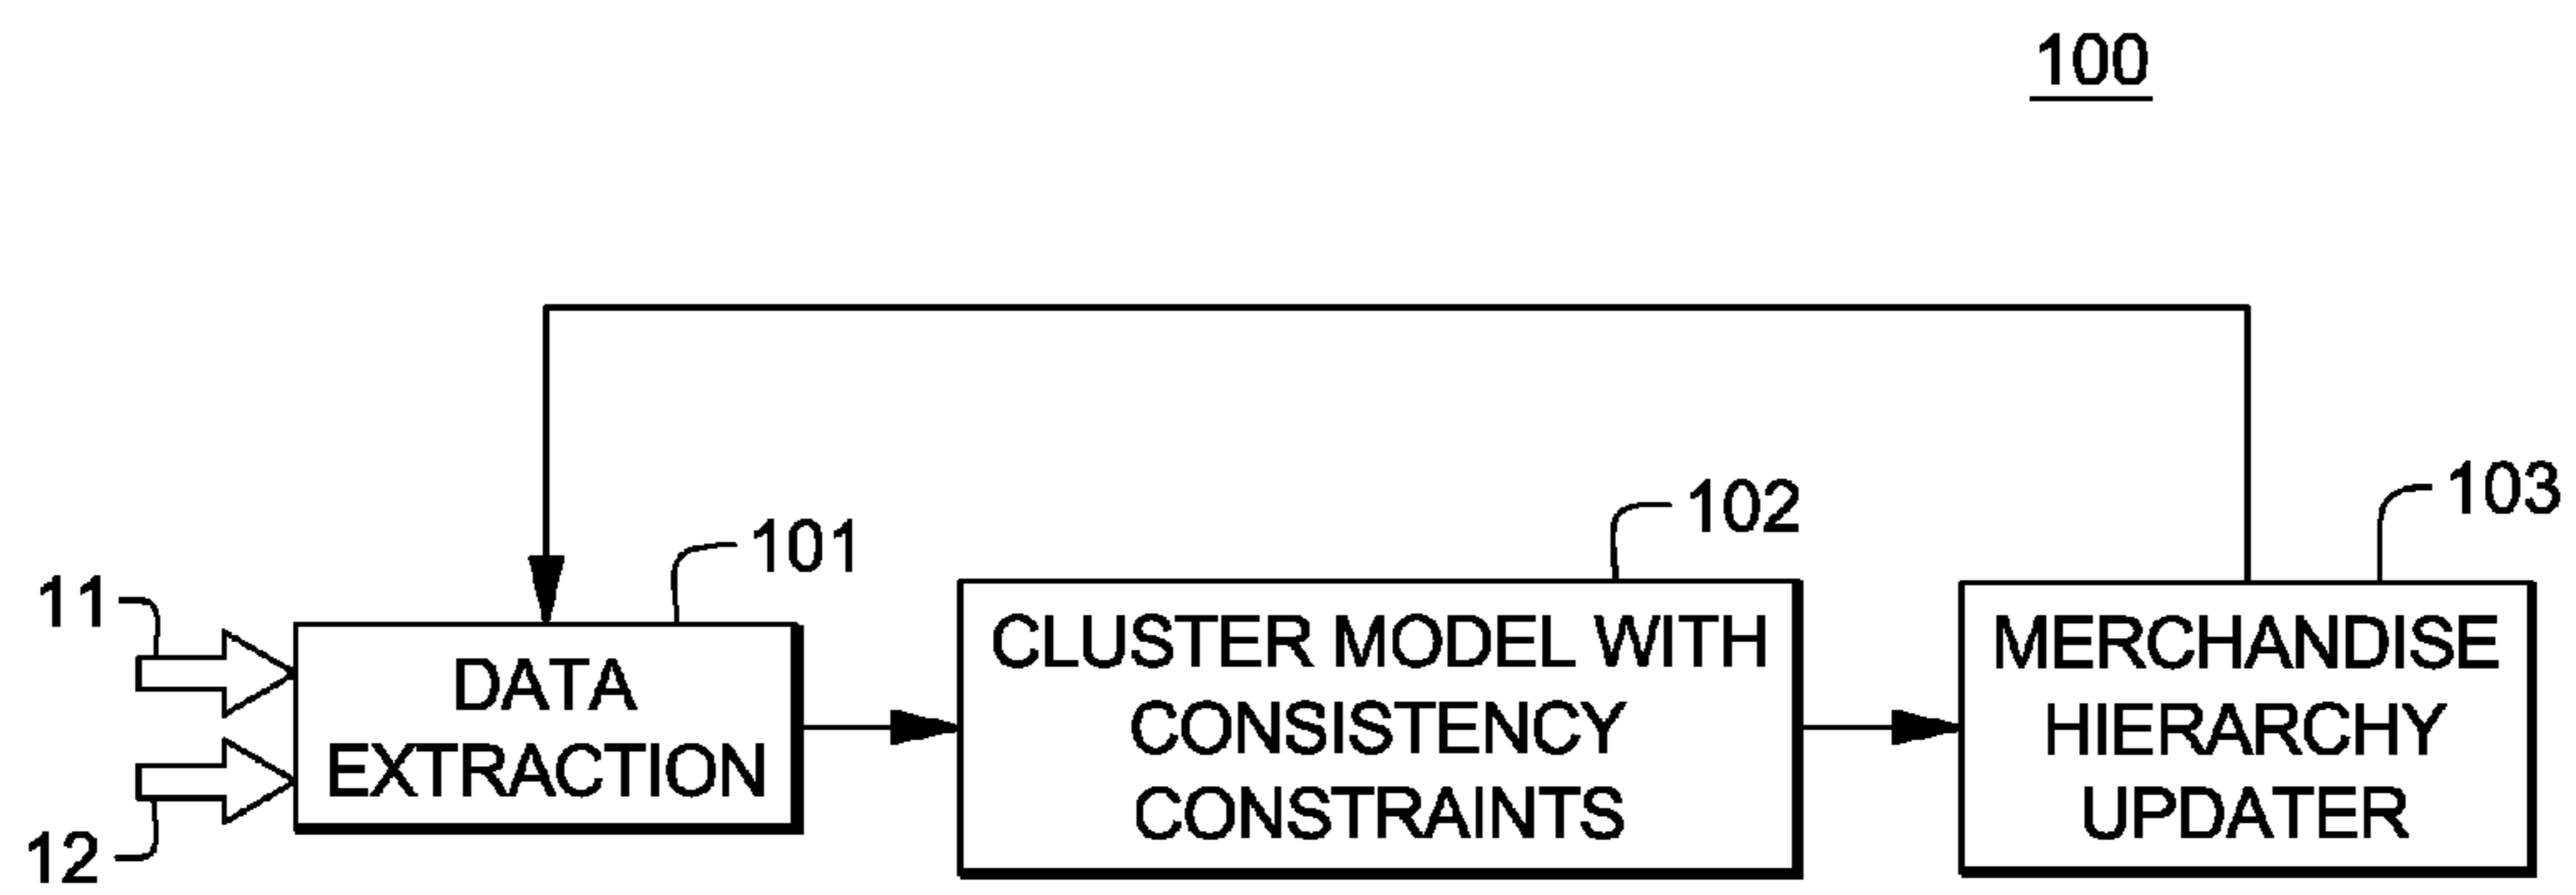 100
101
102
103
11
12
DATA
EXTRACTION
CLUSTER MODEL WITH
CONSISTENCY
CONSTRAINTS
MERCHANDISE
HIERARCHY
UPDATER